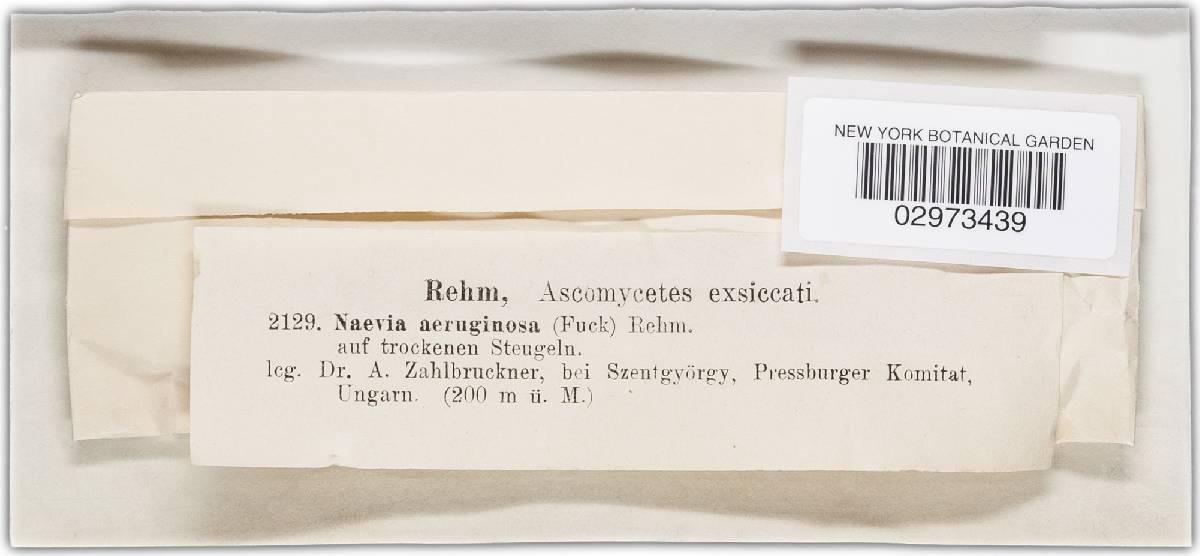 NEW YORK BOTANICAL GARDEN
02973439
Rehm, Ascomycetes exsiccati.
2129. Naevia aeruginosa (Fuck) Rehm.
auf trockenen Steugeln.
lcg. Dr. A. Zahlbruckner, bei Szentgyörgy, Pressburger Komitat,
Ungarn. (200 m ü. M.)